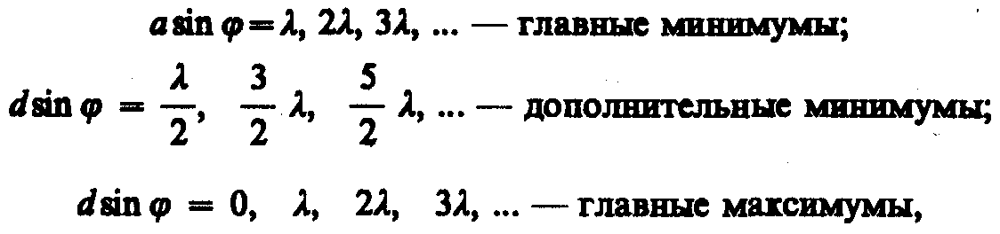 a sin φ = λ, 2λ, 3λ, ... — главные минимумы;
d sin φ = λ/2, 3/2 λ, 5/2 λ, ... — дополнительные минимумы;
d sin φ = 0, λ, 2λ, 3λ, ... — главные максимумы,